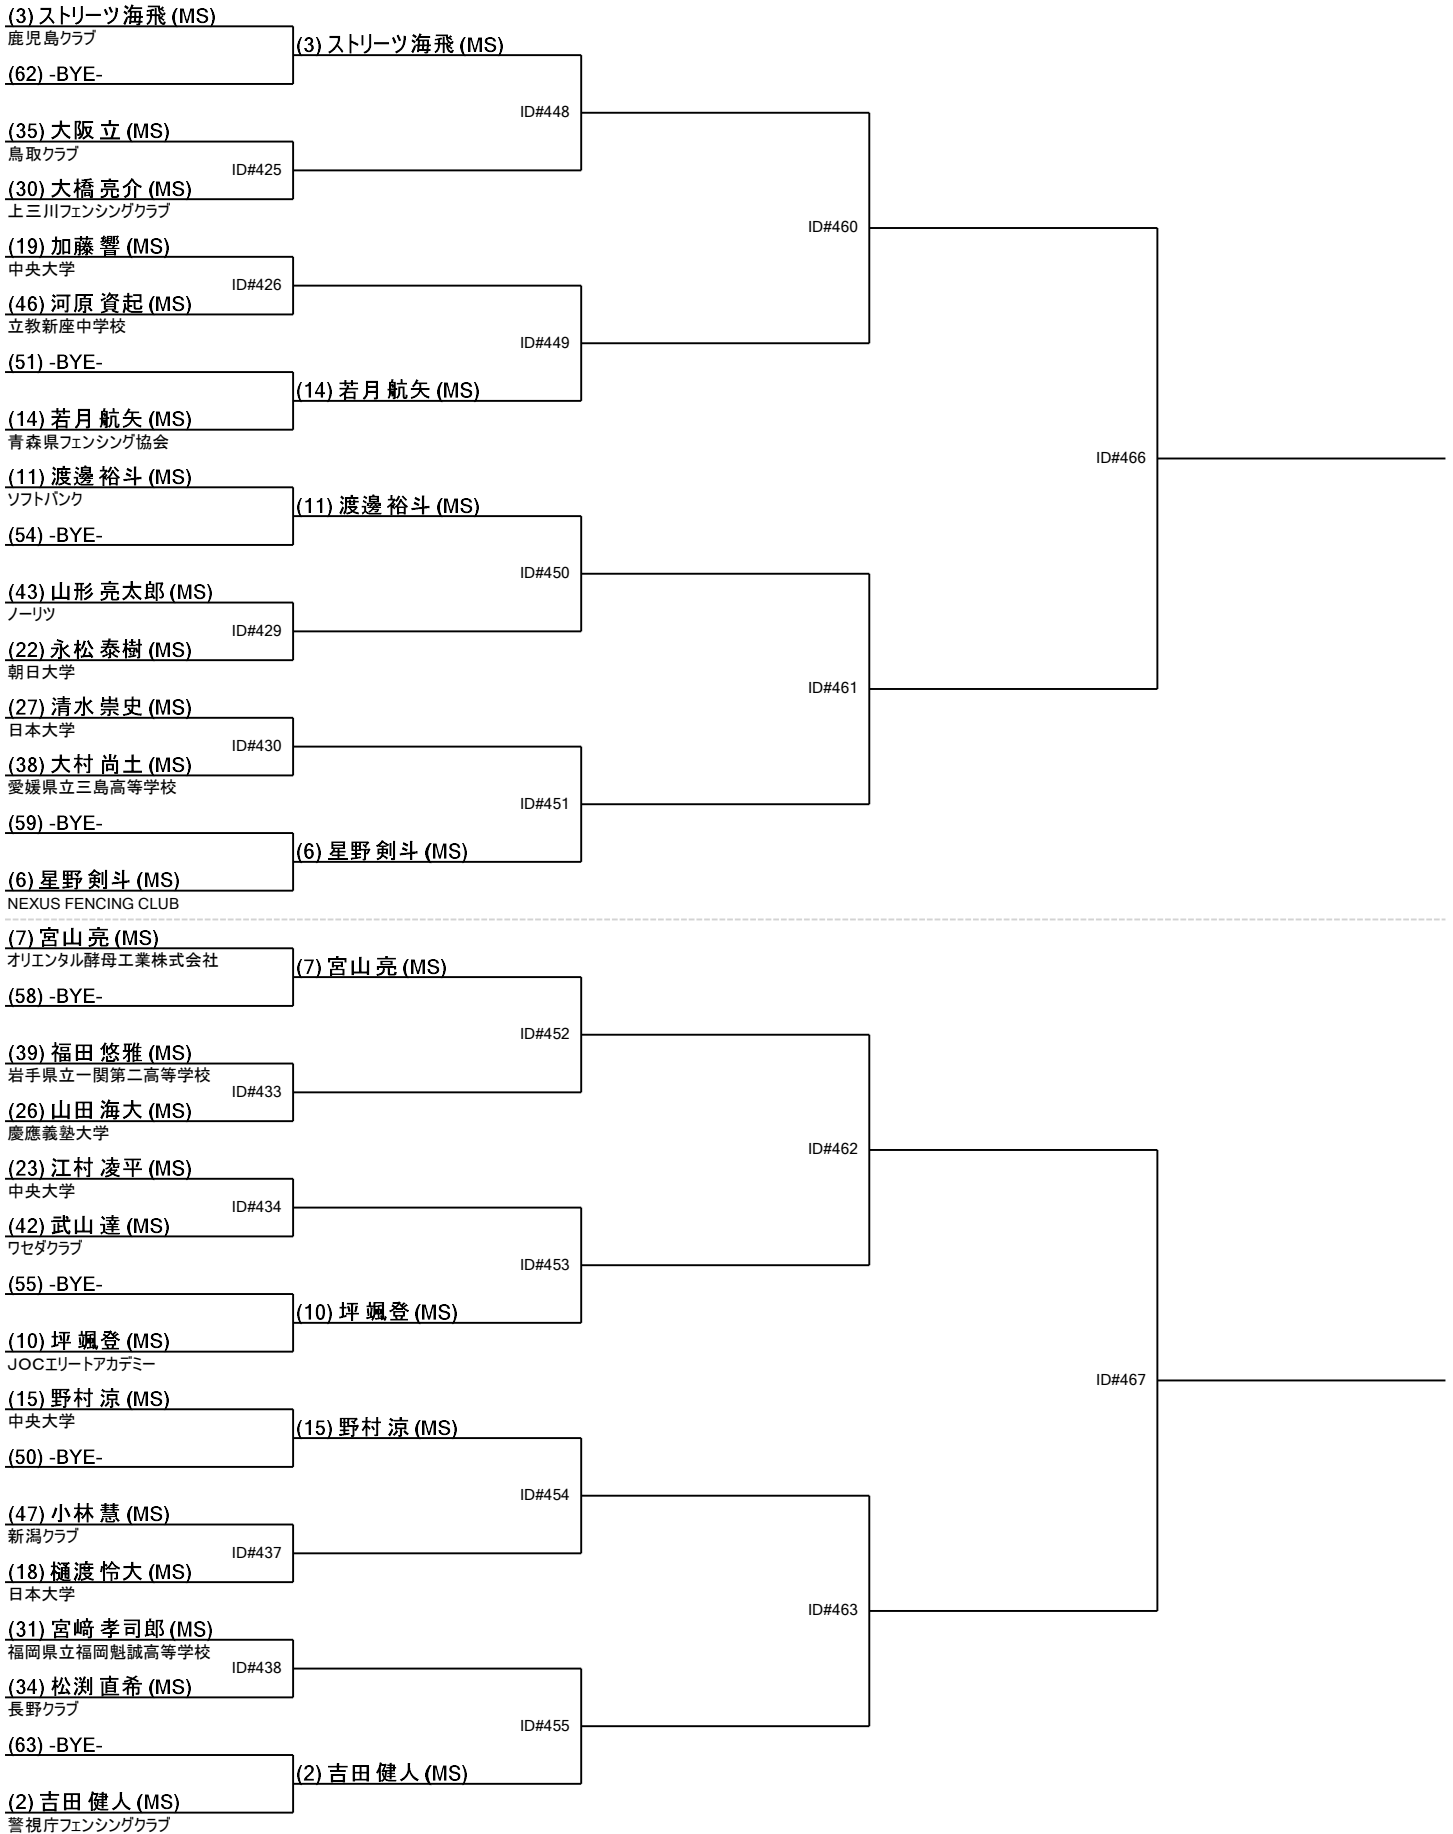 (3) ストリーツ海飛 (MS)
鹿児島クラブ
(3) ストリーツ海飛 (MS)
(62) -BYE-
ID#448
(35) 大阪 立 (MS)
鳥取クラブ
ID#425
(30) 大橋 亮介 (MS)
上三川フェンシングクラブ
ID#460
(19) 加藤 響 (MS)
中央大学
ID#426
(46) 河原 資起 (MS)
立教新座中学校
ID#449
(51) -BYE-
(14) 若月 航矢 (MS)
(14) 若月 航矢 (MS)
青森県フェンシング協会
ID#466
(11) 渡邊 裕斗 (MS)
ソフトバンク
(11) 渡邊 裕斗 (MS)
(54) -BYE-
ID#450
(43) 山形 亮太郎 (MS)
ノーリツ
ID#429
(22) 永松 泰樹 (MS)
朝日大学
ID#461
(27) 清水 崇史 (MS)
日本大学
ID#430
(38) 大村 尚土 (MS)
愛媛県立三島高等学校
ID#451
(59) -BYE-
(6) 星野 剣斗 (MS)
(6) 星野 剣斗 (MS)
NEXUS FENCING CLUB
(7) 宮山 亮 (MS)
オリエンタル酵母工業株式会社
(7) 宮山 亮 (MS)
(58) -BYE-
ID#452
(39) 福田 悠雅 (MS)
岩手県立一関第二高等学校
ID#433
(26) 山田 海大 (MS)
慶應義塾大学
ID#462
(23) 江村 凌平 (MS)
中央大学
ID#434
(42) 武山 達 (MS)
ワセダクラブ
ID#453
(55) -BYE-
(10) 坪 颯登 (MS)
(10) 坪 颯登 (MS)
JOCエリートアカデミー
ID#467
(15) 野村 涼 (MS)
中央大学
(15) 野村 涼 (MS)
(50) -BYE-
ID#454
(47) 小林 慧 (MS)
新潟クラブ
ID#437
(18) 樋渡 怜大 (MS)
日本大学
ID#463
(31) 宮﨑 孝司郎 (MS)
福岡県立福岡魁誠高等学校
ID#438
(34) 松渕 直希 (MS)
長野クラブ
ID#455
(63) -BYE-
(2) 吉田 健人 (MS)
(2) 吉田 健人 (MS)
警視庁フェンシングクラブ